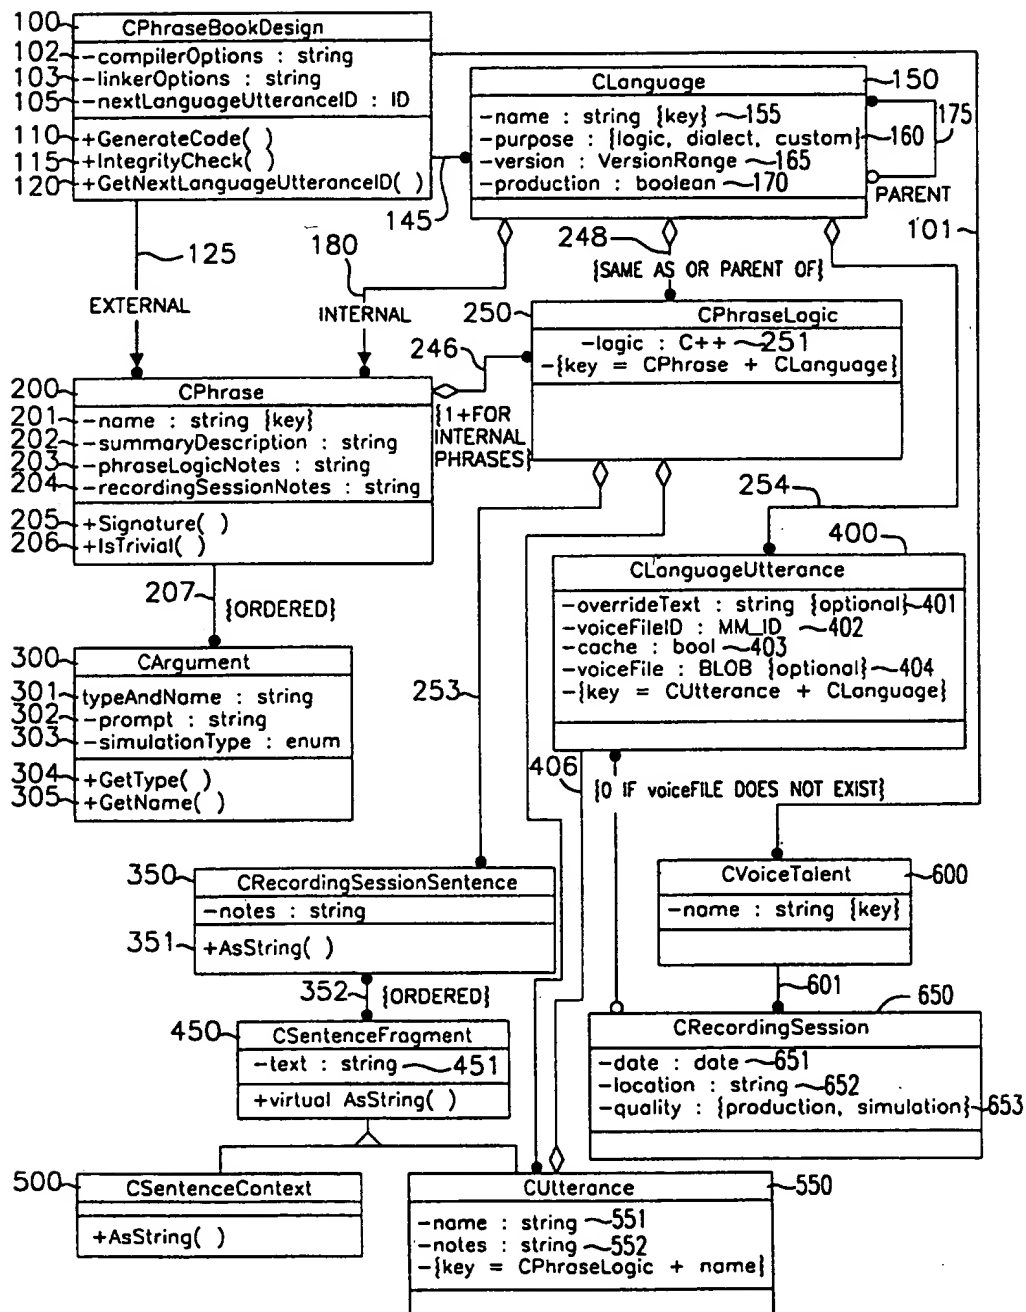 100 CPhraseBookDesign
102 -compilerOptions : string
103 -linkerOptions : string
105 -nextLanguageUtteranceID : ID
110 +GenerateCode( )
115 +IntegrityCheck( )
120 +GetNextLanguageUtteranceID( )
CLanguage 150
-name : string {key} 155
-purpose : {logic, dialect, custom} 160
-version : VersionRange 165
-production : boolean 170
175
PARENT
145
101
125
EXTERNAL
180
INTERNAL
248
{SAME AS OR PARENT OF}
250 CPhraseLogic
-logic : C++ 251
-{key = CPhrase + CLanguage}
246
{1+FOR
INTERNAL
PHRASES}
200 CPhrase
201 -name : string {key}
202 -summaryDescription : string
203 -phraseLogicNotes : string
204 -recordingSessionNotes : string
205 +Signature( )
206 +IsTrivial( )
207
{ORDERED}
254
CLanguageUtterance 400
-overrideText : string {optional} 401
-voiceFileID : MM_ID 402
-cache : bool 403
-voiceFile : BLOB {optional} 404
-{key = CUtterance + CLanguage}
300 CArgument
301 typeAndName : string
302 -prompt : string
303 -simulationType : enum
304 +GetType( )
305 +GetName( )
253
406
{0 IF voiceFILE DOES NOT EXIST}
350 CRecordingSessionSentence
-notes : string
351 +AsString( )
352
{ORDERED}
CVoiceTalent 600
-name : string {key}
601
450 CSentenceFragment
-text : string 451
+virtual AsString( )
CRecordingSession 650
-date : date 651
-location : string 652
-quality : {production, simulation} 653
500 CSentenceContext
+AsString( )
CUtterance 550
-name : string 551
-notes : string 552
-{key = CPhraseLogic + name}